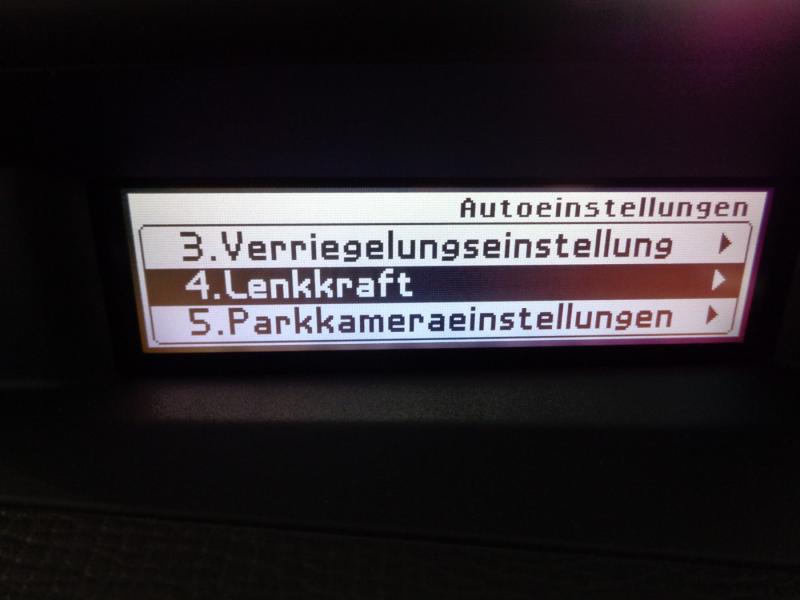 Autoeinstellungen
3.Verriegelungseinstellung
4.Lenkkraft
5.Parkkameraeinstellungen